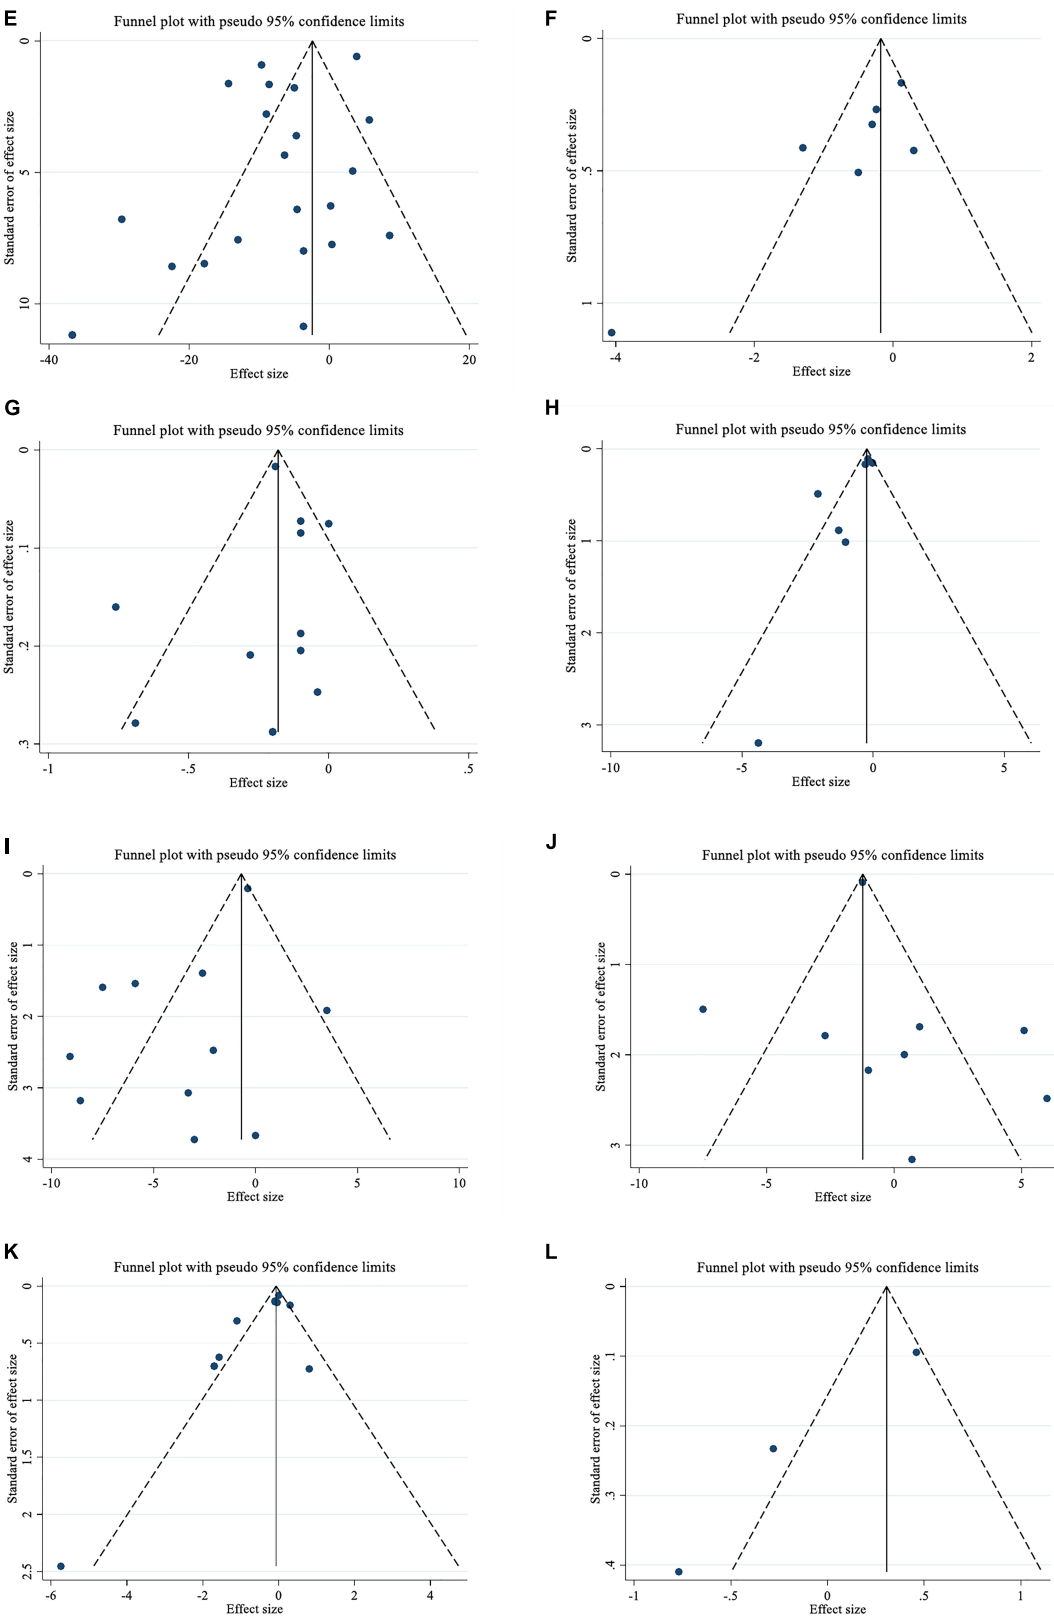 E
Funnel plot with pseudo 95% confidence limits
Standard error of effect size
0
5
10
-40
-20
0
20
Effect size
F
Funnel plot with pseudo 95% confidence limits
Standard error of effect size
0
.5
1
-4
-2
0
2
Effect size
G
Funnel plot with pseudo 95% confidence limits
Standard error of effect size
0
.1
.2
.3
-1
-.5
0
.5
Effect size
H
Funnel plot with pseudo 95% confidence limits
Standard error of effect size
0
1
2
3
-10
-5
0
5
Effect size
I
Funnel plot with pseudo 95% confidence limits
Standard error of effect size
0
1
2
3
4
-10
-5
0
5
10
Effect size
J
Funnel plot with pseudo 95% confidence limits
Standard error of effect size
0
1
2
3
-10
-5
0
5
Effect size
K
Funnel plot with pseudo 95% confidence limits
Standard error of effect size
0
.5
1
1.5
2
2.5
-6
-4
-2
0
2
4
Effect size
L
Funnel plot with pseudo 95% confidence limits
Standard error of effect size
0
.1
.2
.3
.4
-1
-.5
0
.5
1
Effect size